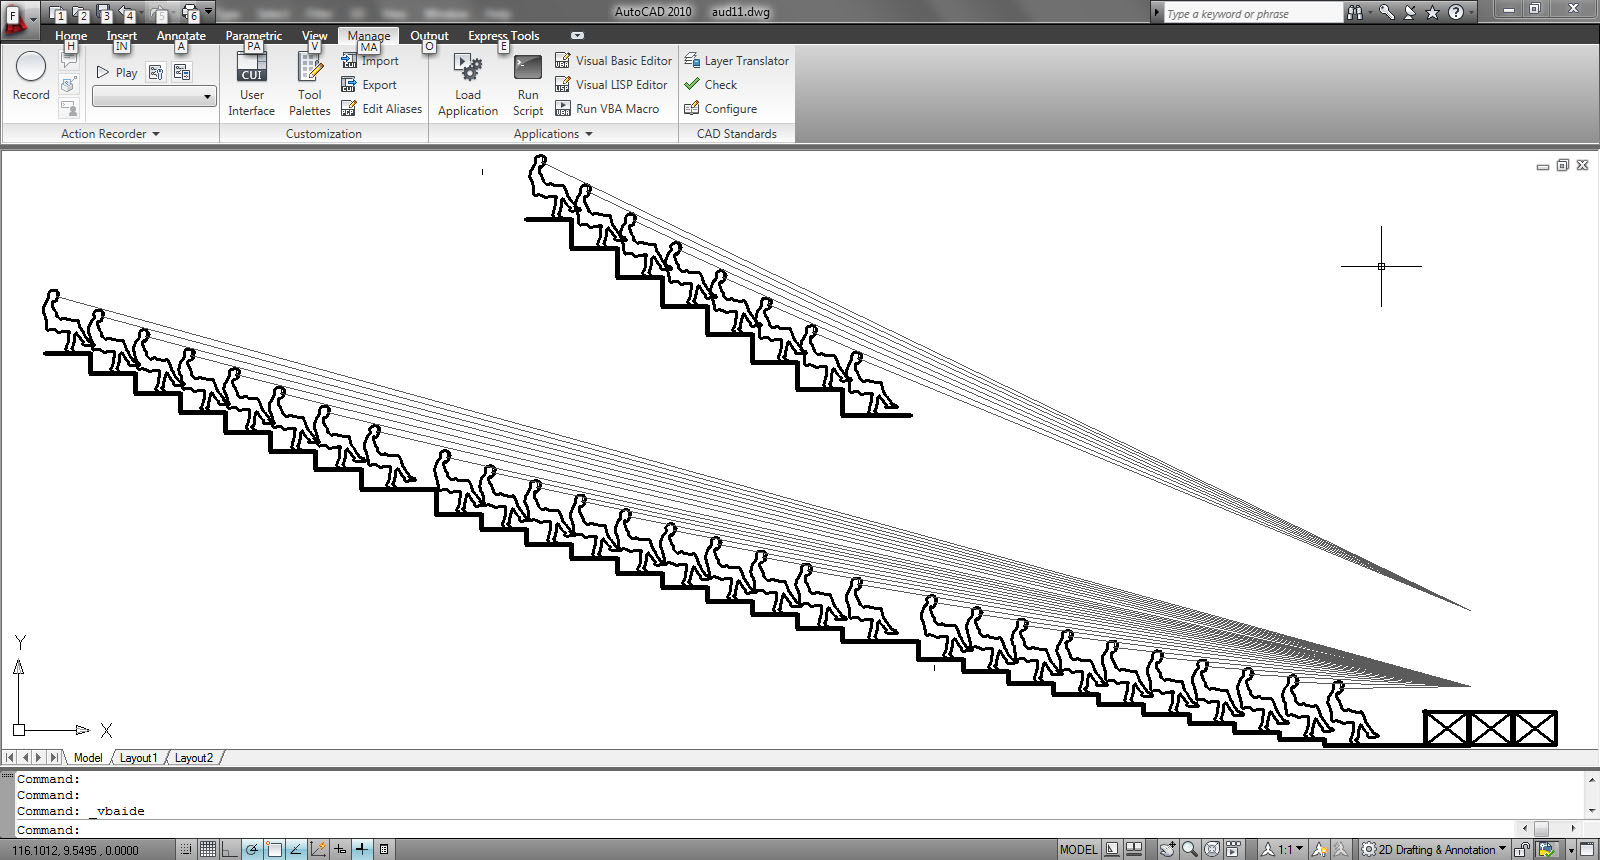 1 2 3 4 5 6
AutoCAD 2010 aud11.dwg
Type a keyword or phrase
F
Home Insert Annotate Parametric View Manage Output Express Tools
H IN A PA V MA O E
Record
Play
CUI
User Interface
Tool Palettes
Import
Export
Edit Aliases
Load Application
Run Script
Visual Basic Editor
Visual LISP Editor
Run VBA Macro
Layer Translator
Check
Configure
Action Recorder Customization Applications CAD Standards
Y
X
Model Layout1 Layout2
Command:
Command:
Command: _vbaide
Command:
116.1012, 9.5495 , 0.0000 MODEL 1:1 2D Drafting & Annotation